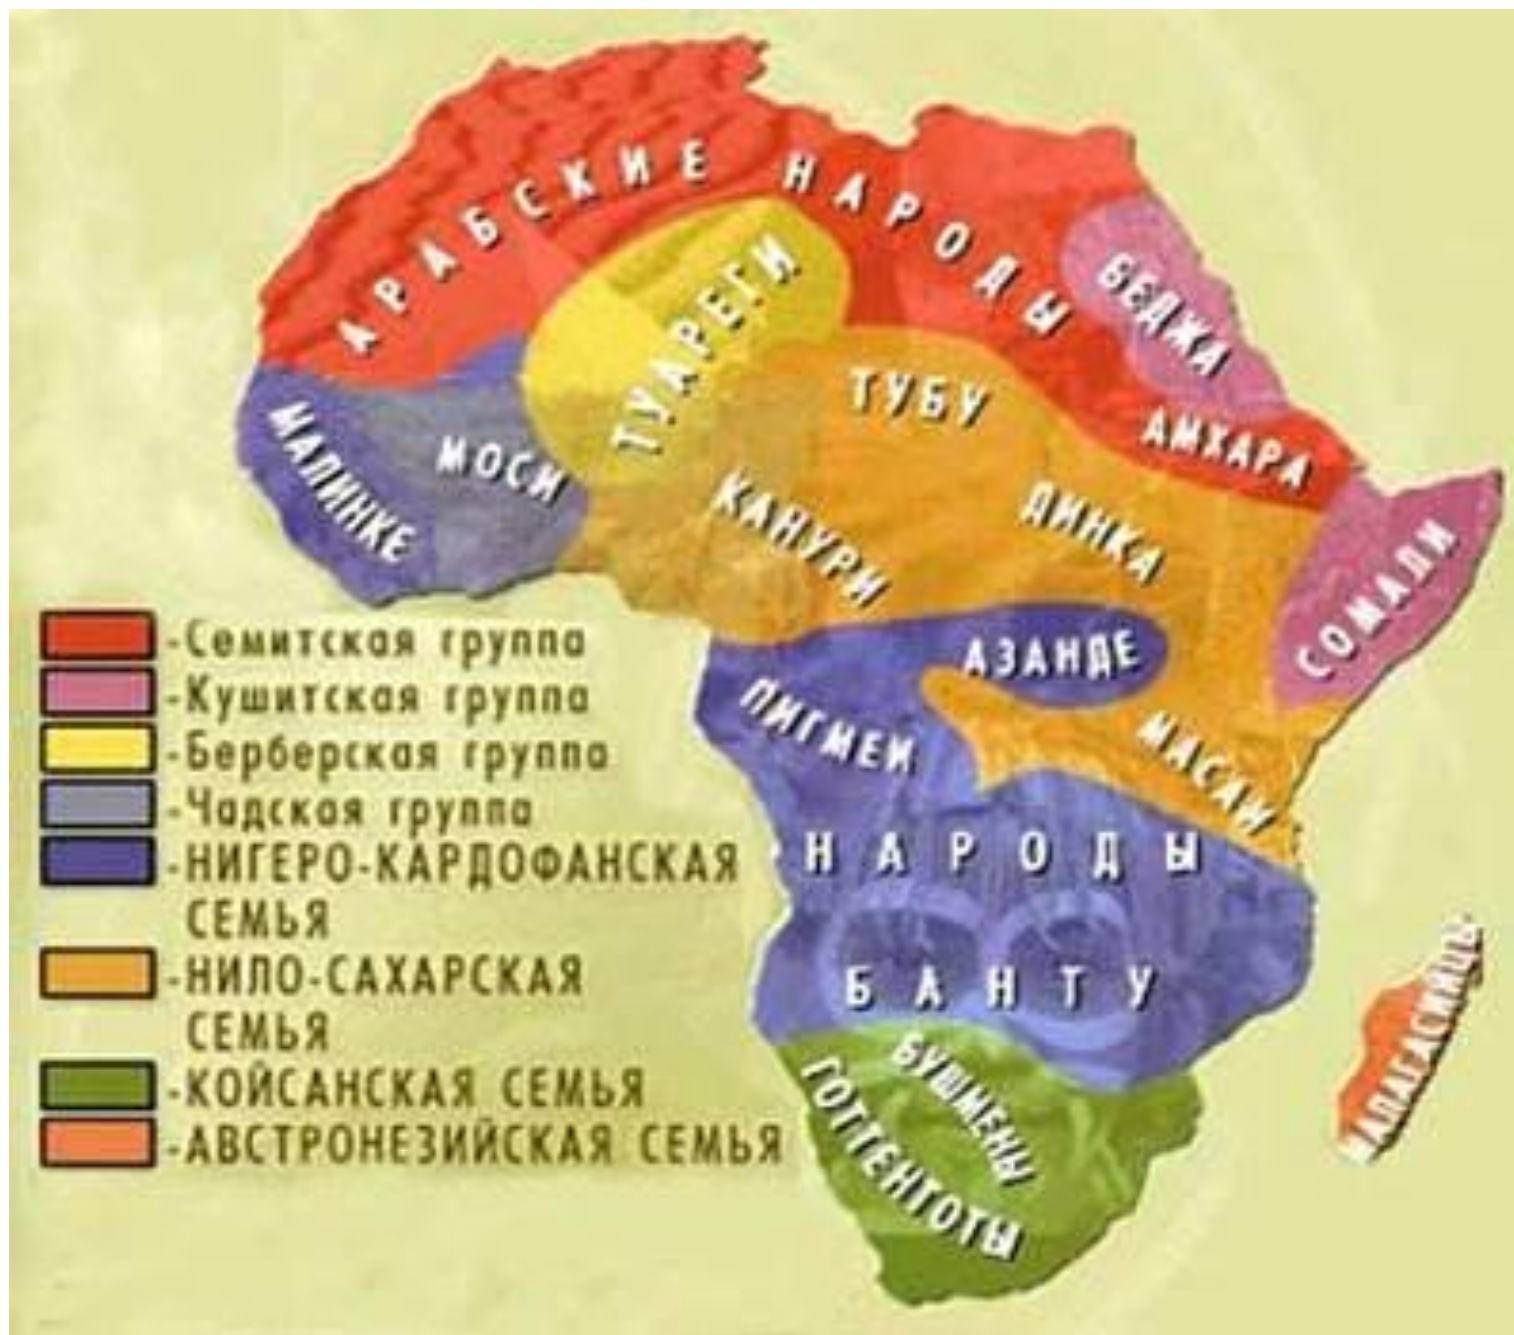 АРАБСКИЕ НАРОДЫ
ТУАРЕГИ
БЕДЖА
ТУБУ
АМХАРА
МАЛИНКЕ
МОСИ
КАНУРИ
ДИНКА
СОМАЛИ
АЗАНДЕ
ПИГМЕИ
МАСАИ
НАРОДЫ
БАНТУ
БУШМЕНЫ
ГОТТЕНТОТЫ
МАЛАГАСИЙЦЫ
-Семитская группа
-Кушитская группа
-Берберская группа
-Чадская группа
-НИГЕРО-КАРДОФАНСКАЯ
СЕМЬЯ
-НИЛО-САХАРСКАЯ
СЕМЬЯ
-КОЙСАНСКАЯ СЕМЬЯ
-АВСТРОНЕЗИЙСКАЯ СЕМЬЯ